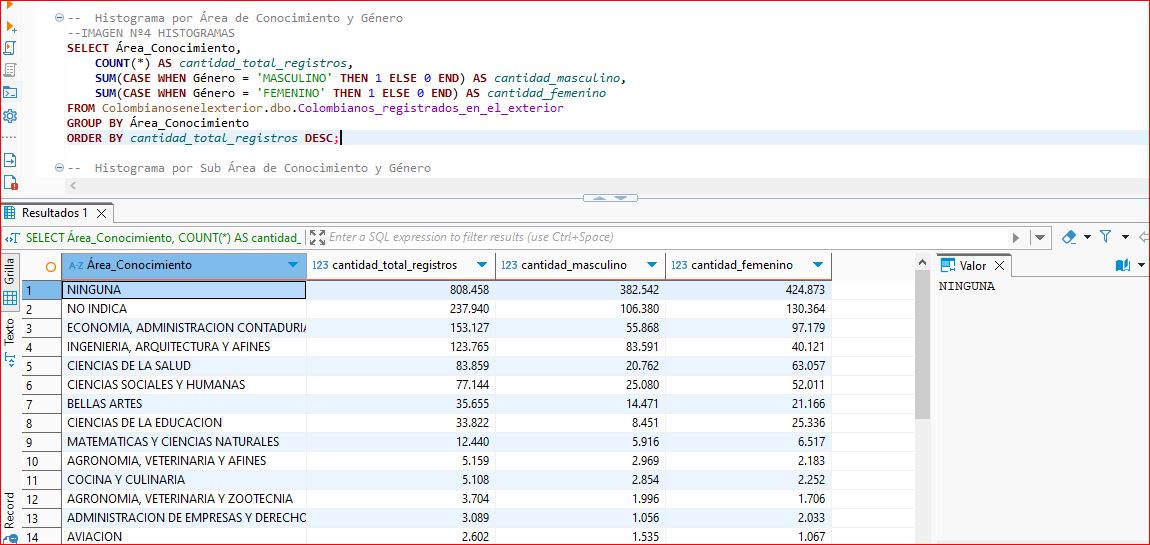 -- Histograma por Área de Conocimiento y Género
--IMAGEN Nº4 HISTOGRAMAS
SELECT Área_Conocimiento,
COUNT(*) AS cantidad_total_registros,
SUM(CASE WHEN Género = 'MASCULINO' THEN 1 ELSE 0 END) AS cantidad_masculino,
SUM(CASE WHEN Género = 'FEMENINO' THEN 1 ELSE 0 END) AS cantidad_femenino
FROM Colombianosenelexterior.dbo.Colombianos_registrados_en_el_exterior
GROUP BY Área_Conocimiento
ORDER BY cantidad_total_registros DESC;
-- Histograma por Sub Área de Conocimiento y Género
Resultados 1
SELECT Área_Conocimiento, COUNT(*) AS cantidad_ Enter a SQL expression to filter results (use Ctrl+Space)
Grilla
Texto
Record
A-Z Área_Conocimiento 123 cantidad_total_registros 123 cantidad_masculino 123 cantidad_femenino
1 NINGUNA 808.458 382.542 424.873
2 NO INDICA 237.940 106.380 130.364
3 ECONOMIA, ADMINISTRACION CONTADURIA 153.127 55.868 97.179
4 INGENIERIA, ARQUITECTURA Y AFINES 123.765 83.591 40.121
5 CIENCIAS DE LA SALUD 83.859 20.762 63.057
6 CIENCIAS SOCIALES Y HUMANAS 77.144 25.080 52.011
7 BELLAS ARTES 35.655 14.471 21.166
8 CIENCIAS DE LA EDUCACION 33.822 8.451 25.336
9 MATEMATICAS Y CIENCIAS NATURALES 12.440 5.916 6.517
10 AGRONOMIA, VETERINARIA Y AFINES 5.159 2.969 2.183
11 COCINA Y CULINARIA 5.108 2.854 2.252
12 AGRONOMIA, VETERINARIA Y ZOOTECNIA 3.704 1.996 1.706
13 ADMINISTRACION DE EMPRESAS Y DERECHO 3.089 1.056 2.033
14 AVIACION 2.602 1.535 1.067
Valor
NINGUNA